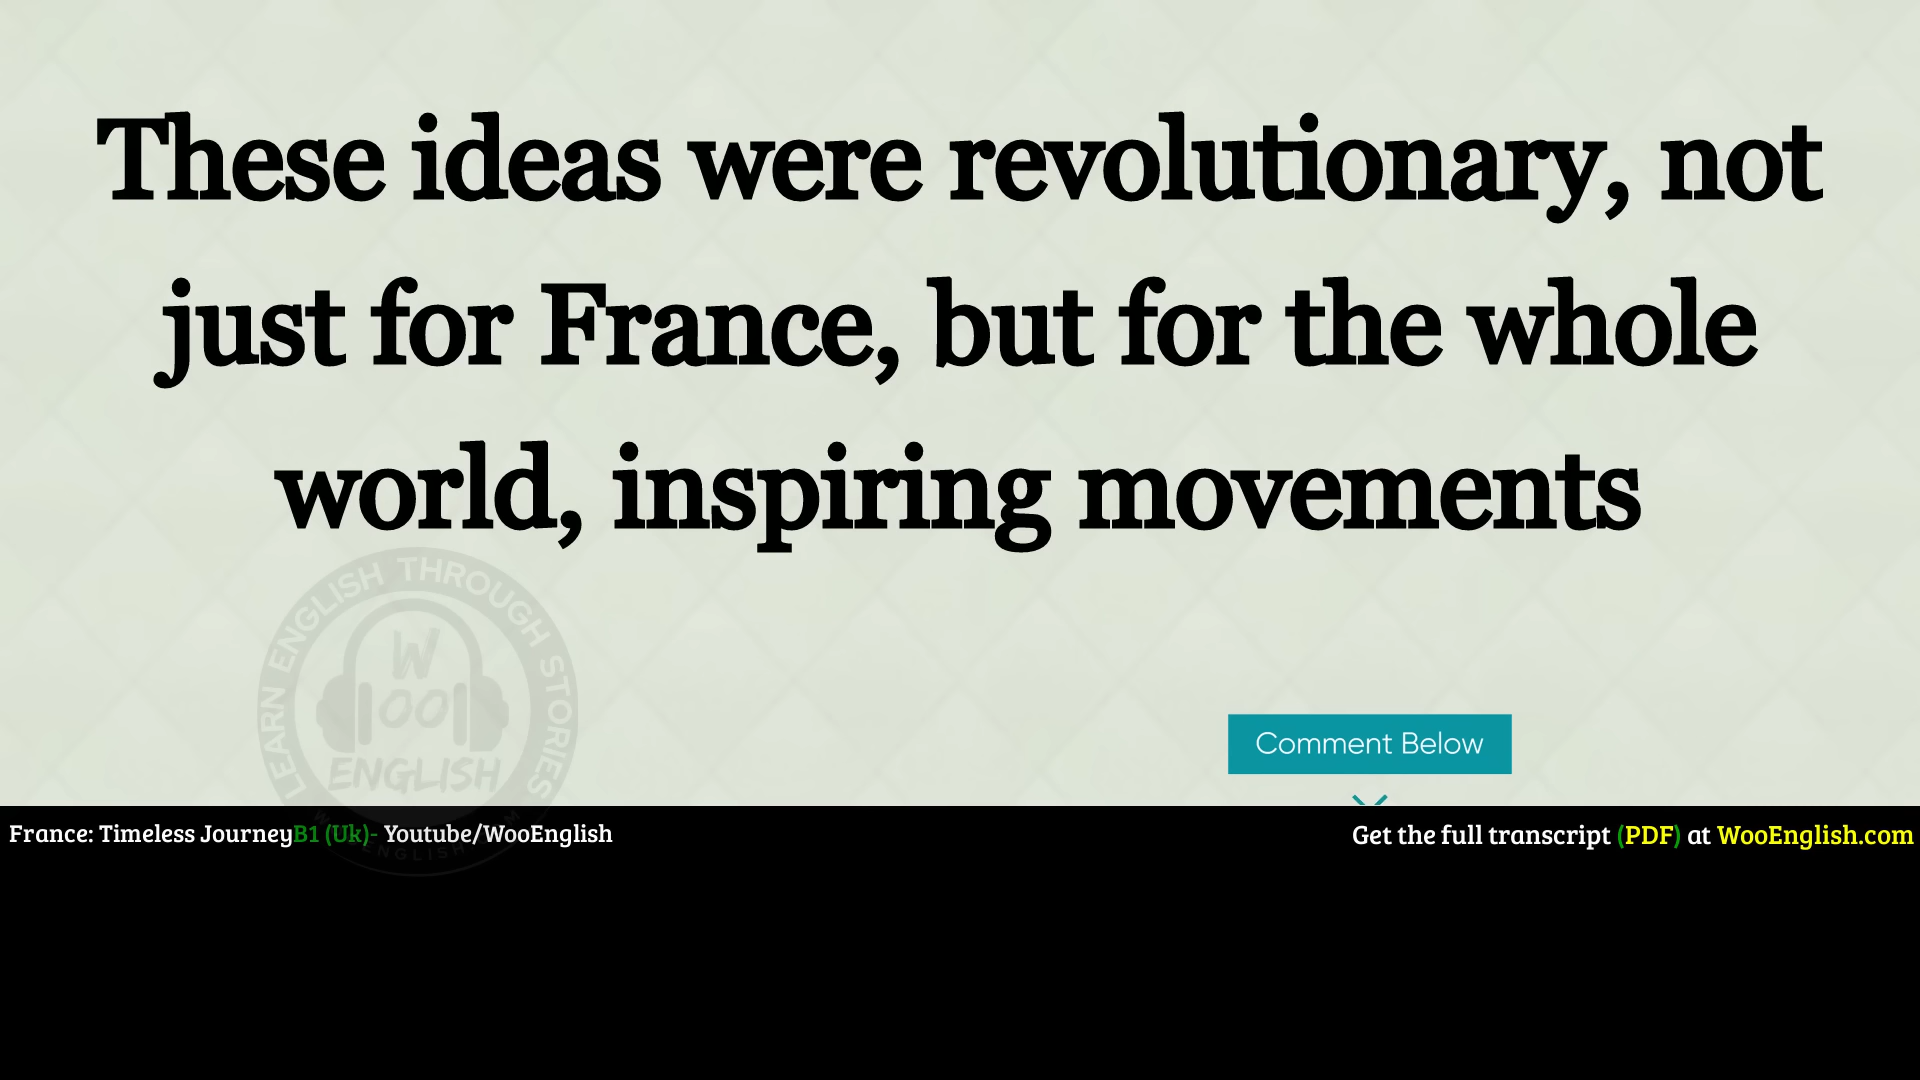 These ideas were revolutionary, not
just for France, but for the whole
world, inspiring movements
LEARN ENGLISH THROUGH STORIES
W
OO
ENGLISH
Comment Below
France: Timeless JourneyB1 (Uk)- Youtube/WooEnglish
Get the full transcript (PDF) at WooEnglish.com